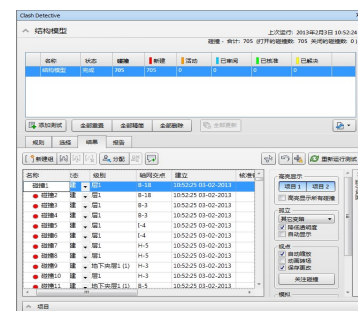 Clash Detective
结构模型
上次运行: 2013年2月3日 10:52:24
碰撞 - 合计: 705 (打开的碰撞数: 705 关闭的碰撞数: 0)
名称 状态 碰撞 新建 活动 已审阅 已核准 已解决
结构模型 完成 705 705 0 0 0 0
添加测试 全部重置 全部精简 全部删除 全部更新
规则 选择 结果 报告
新建组 分配 重新运行测试
名称 状态 级别 轴网交点 建立 核准
碰撞1 建 层1 B-18 10:52:25 03-02-2013
碰撞2 建 层1 B-18 10:52:25 03-02-2013
碰撞3 建 层1 B-3 10:52:25 03-02-2013
碰撞4 建 层1 B-3 10:52:25 03-02-2013
碰撞5 建 层1 I-4 10:52:25 03-02-2013
碰撞6 建 层1 I-4 10:52:25 03-02-2013
碰撞7 建 层1 H-5 10:52:25 03-02-2013
碰撞8 建 层1 H-5 10:52:25 03-02-2013
碰撞9 建 地下夹层1 (1) H-3 10:52:25 03-02-2013
碰撞10 建 层1 H-3 10:52:25 03-02-2013
碰撞11 建 地下夹层1 (1) B-5 10:52:25 03-02-2013
高亮显示
项目 1 项目 2
高亮显示所有碰撞
孤立
其它变暗
降低透明度
自动显示
视点
自动缩放
动画转场
保存更改
关注碰撞
模拟
项目